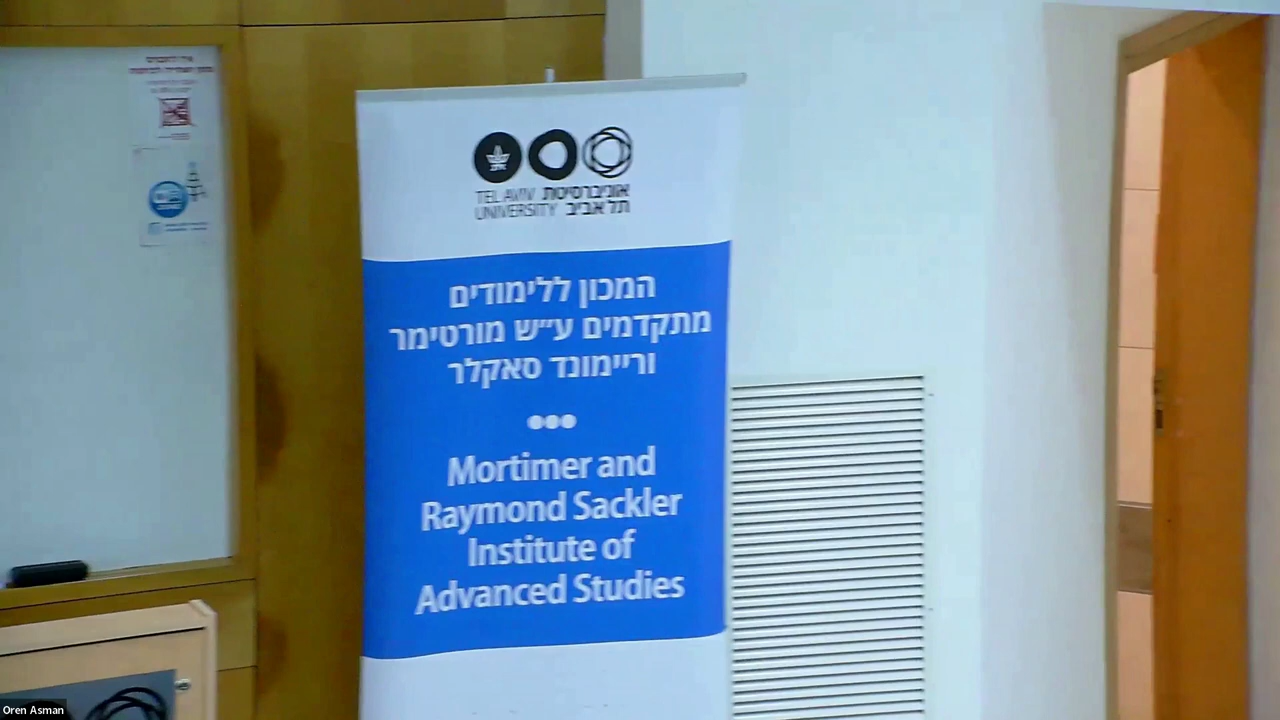 TEL AVIV אוניברסיטת
UNIVERSITY תל אביב
המכון ללימודים
מתקדמים ע״ש מורטימר
וריימונד סאקלר
Mortimer and
Raymond Sackler
Institute of
Advanced Studies
Oren Asman